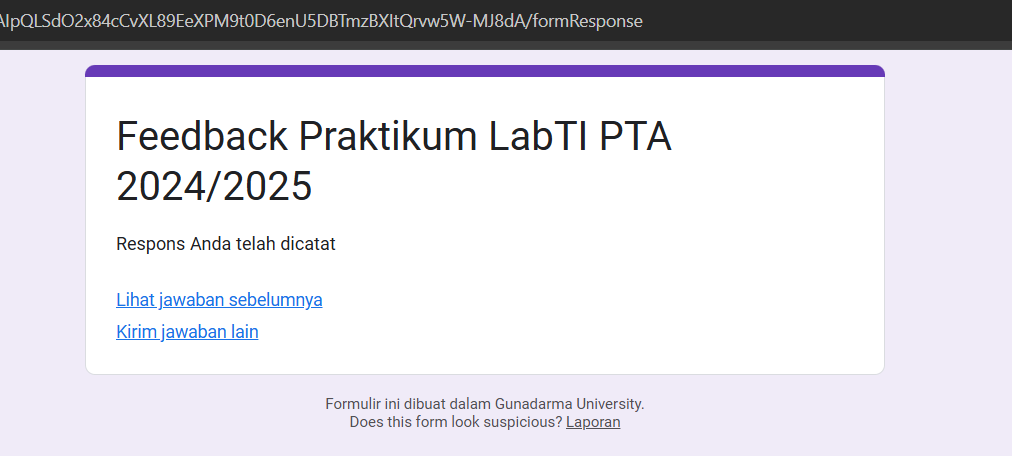 AIpQLSdO2x84cCvXL89EeXPM9t0D6enU5DBTmzBXItQrvw5W-MJ8dA/formResponse
Feedback Praktikum LabTI PTA
2024/2025
Respons Anda telah dicatat
Lihat jawaban sebelumnya
Kirim jawaban lain
Formulir ini dibuat dalam Gunadarma University.
Does this form look suspicious? Laporan